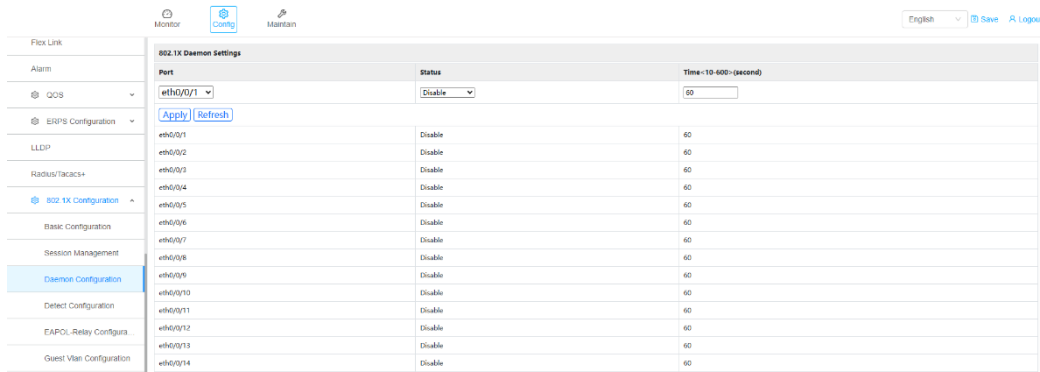 Monitor Config Maintain
English Save Logou
Flex Link
Alarm
QOS
ERPS Configuration
LLDP
Radius/Tacacs+
802.1X Configuration
Basic Configuration
Session Management
Daemon Configuration
Detect Configuration
EAPOL-Relay Configura...
Guest Vlan Configuration
802.1X Daemon Settings
Port Status Time<10-600>(second)
eth0/0/1 Disable 60
Apply Refresh
eth0/0/1 Disable 60
eth0/0/2 Disable 60
eth0/0/3 Disable 60
eth0/0/4 Disable 60
eth0/0/5 Disable 60
eth0/0/6 Disable 60
eth0/0/7 Disable 60
eth0/0/8 Disable 60
eth0/0/9 Disable 60
eth0/0/10 Disable 60
eth0/0/11 Disable 60
eth0/0/12 Disable 60
eth0/0/13 Disable 60
eth0/0/14 Disable 60